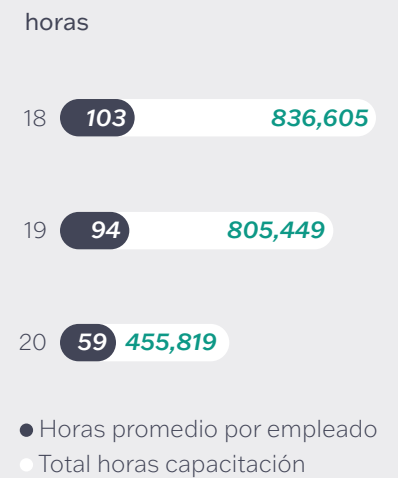 horas
18 103 836,605
19 94 805,449
20 59 455,819
Horas promedio por empleado
Total horas capacitación